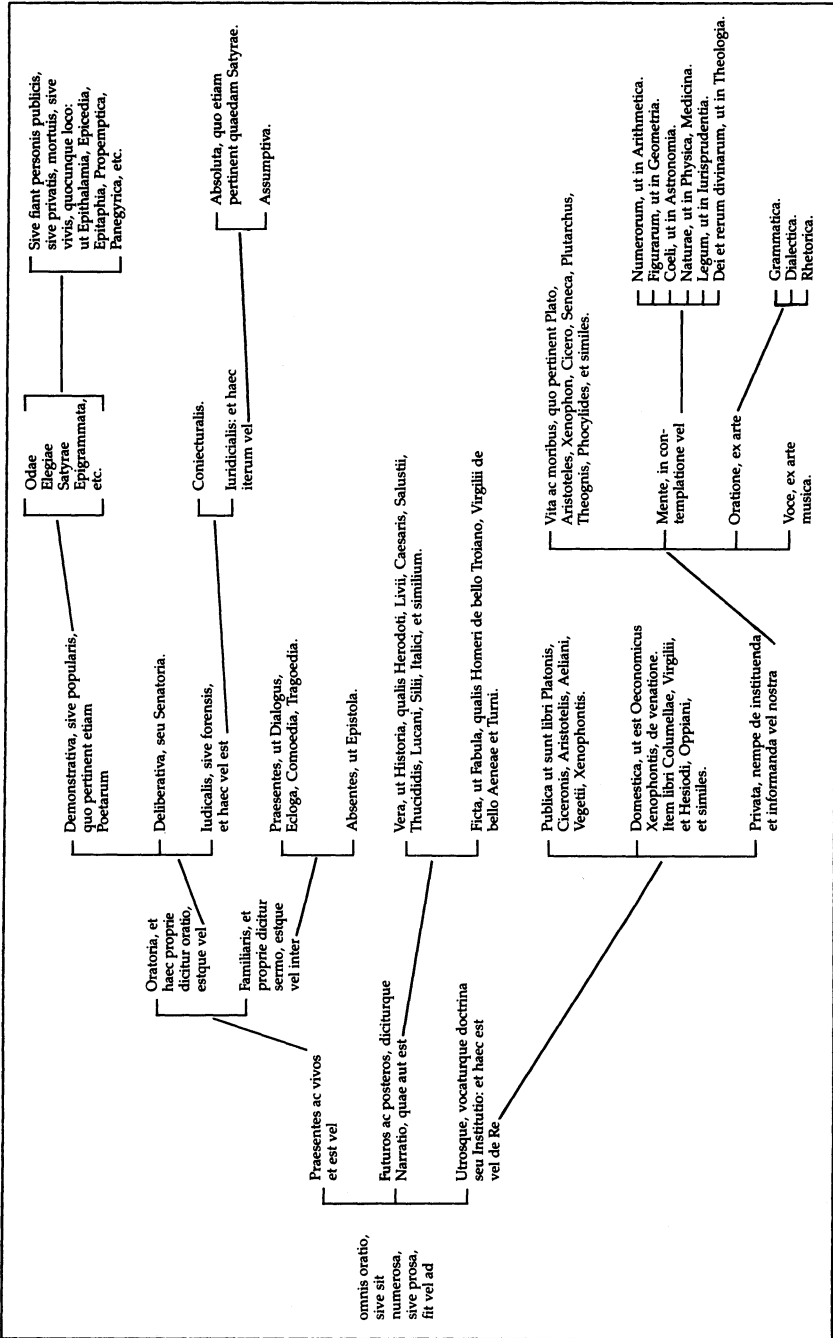 omnis oratio,
sive sit
numerosa,
sive prosa,
fit vel ad
Praesentes ac vivos
et est vel
Futuros ac posteros, diciturque
Narratio, quae aut est
Utrosque, vocaturque doctrina
seu Institutio: et haec est
vel de Re
Oratoria, et
haec proprie
dicitur oratio,
estque vel
Familiaris, et
proprie dicitur
sermo, estque
vel inter
Demonstrativa, sive popularis,
quo pertinent etiam
Poetarum
Deliberativa, seu Senatoria.
Iudicalis, sive forensis,
et haec vel est
Praesentes, ut Dialogus,
Ecloga, Comoedia, Tragoedia.
Absentes, ut Epistola.
Vera, ut Historia, qualis Herodoti, Livii, Caesaris, Salustii,
Thucididis, Lucani, Silii, Italici, et similium.
Ficta, ut Fabula, qualis Homeri de bello Troiano, Virgilii de
bello Aeneae et Turni.
Publica ut sunt libri Platonis,
Ciceronis, Aristotelis, Aeliani,
Vegetii, Xenophontis.
Domestica, ut est Oeconomicus
Xenophontis, de venatione.
Item libri Columellae, Virgilii,
et Hesiodi, Oppiani,
et similes.
Privata, nempe de instituenda
et informanda vel nostra
Odae
Elegiae
Satyrae
Epigrammata,
etc.
Coniecturalis.
Iuridicialis: et haec
iterum vel
Vita ac moribus, quo pertinent Plato,
Aristoteles, Xenophon, Cicero, Seneca, Plutarchus,
Theognis, Phocylides, et similes.
Mente, in con-
templatione vel
Oratione, ex arte
Voce, ex arte
musica.
Sive fiant personis publicis,
sive privatis, mortuis, sive
vivis, quocunque loco:
ut Epithalamia, Epicedia,
Epitaphia, Propemptica,
Panegyrica, etc.
Absoluta, quo etiam
pertinent quaedam Satyrae.
Assumptiva.
Numerorum, ut in Arithmetica.
Figurarum, ut in Geometria.
Coeli, ut in Astronomia.
Naturae, ut in Physica, Medicina.
Legum, ut in Iurisprudentia.
Dei et rerum divinarum, ut in Theologia.
Grammatica.
Dialectica.
Rhetorica.